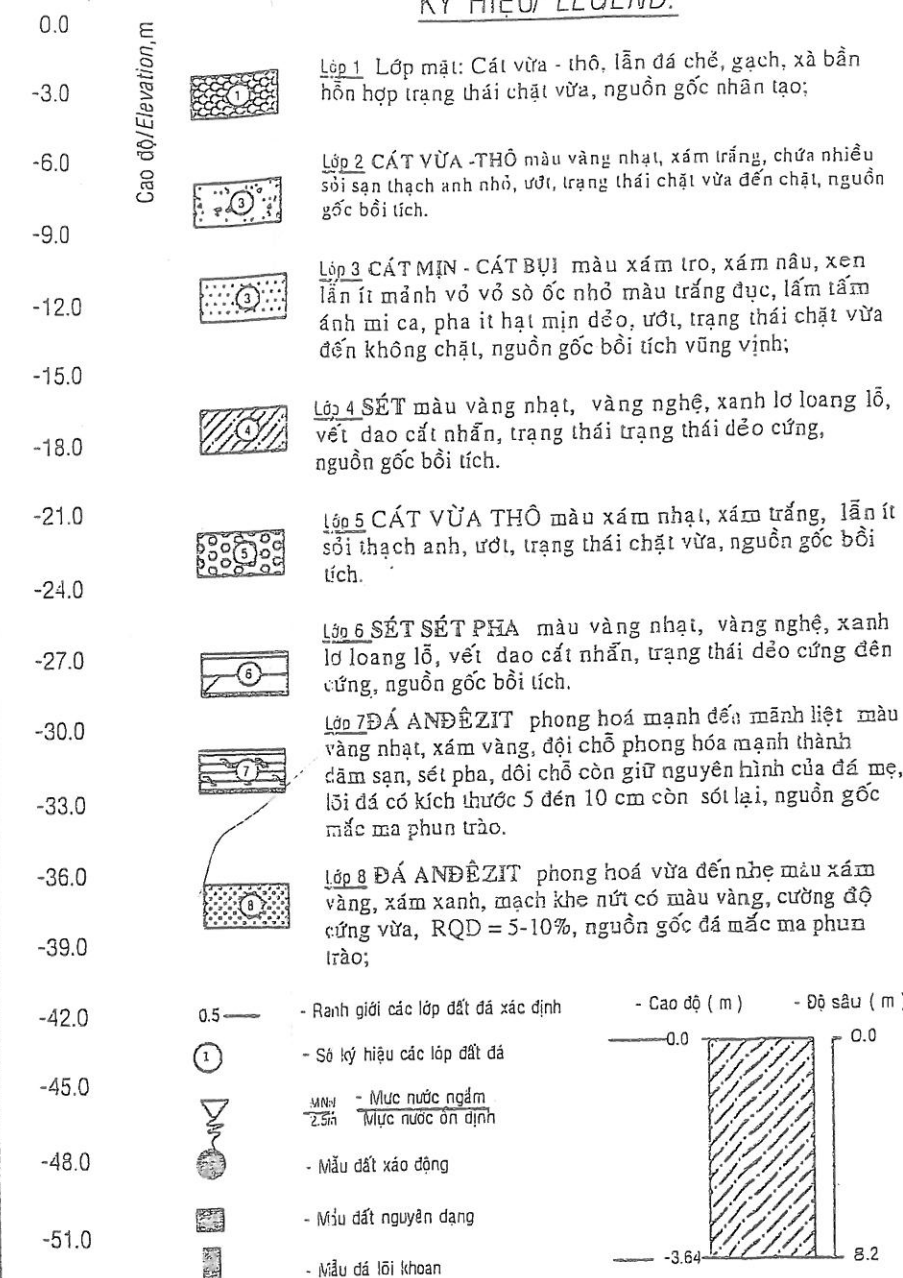 KÝ HIỆU/ LEGEND:
Cao độ/Elevation,m
0.0
-3.0
-6.0
-9.0
-12.0
-15.0
-18.0
-21.0
-24.0
-27.0
-30.0
-33.0
-36.0
-39.0
-42.0
-45.0
-48.0
-51.0
1
Lớp 1 Lớp mặt: Cát vừa - thô, lẫn đá chẻ, gạch, xà bần
hỗn hợp trạng thái chặt vừa, nguồn gốc nhân tạo;
3
Lớp 2 CÁT VỪA -THÔ màu vàng nhạt, xám trắng, chứa nhiều
sỏi sạn thạch anh nhỏ, ướt, trạng thái chặt vừa đến chặt, nguồn
gốc bồi tích.
3
Lớp 3 CÁT MỊN - CÁT BỤI màu xám tro, xám nâu, xen
lẫn ít mảnh vỏ vỏ sò ốc nhỏ màu trắng đục, lấm tấm
ánh mi ca, pha it hạt mịn dẻo, ướt, trạng thái chặt vừa
đến không chặt, nguồn gốc bồi tích vũng vịnh;
4
Lớp 4 SÉT màu vàng nhạt, vàng nghệ, xanh lơ loang lỗ,
vết dao cắt nhẵn, trạng thái trạng thái dẻo cứng,
nguồn gốc bồi tích.
5
Lớp 5 CÁT VỪA THÔ màu xám nhạt, xám trắng, lẫn ít
sỏi thạch anh, ướt, trạng thái chặt vừa, nguồn gốc bồi
tích.
6
Lớp 6 SÉT SÉT PHA màu vàng nhạt, vàng nghệ, xanh
lơ loang lỗ, vết dao cắt nhẵn, trạng thái dẻo cứng đên
cứng, nguồn gốc bồi tích.
7
Lớp 7ĐÁ ANĐÊZIT phong hoá mạnh đến mãnh liệt màu
vàng nhạt, xám vàng, đội chỗ phong hóa mạnh thành
dăm sạn, sét pha, dôi chỗ còn giữ nguyên hình của đá mẹ,
lõi đá có kích thước 5 đén 10 cm còn sót lại, nguồn gốc
mắc ma phun trào.
8
Lớp 8 ĐÁ ANĐÊZIT phong hoá vừa đến nhẹ màu xám
vàng, xám xanh, mạch khe nứt có màu vàng, cường độ
cứng vừa, RQD = 5-10%, nguồn gốc đá mắc ma phun
trào;
0.5 - Ranh giới các lớp đất đá xác định
1 - Số ký hiệu các lớp đất đá
MNN - Mực nước ngầm
2.5m Mực nước ổn định
- Mẫu đất xáo động
- Mẫu đất nguyên dạng
- Mẫu đá lõi khoan
- Cao độ ( m ) - Độ sâu ( m )
0.0 0.0
-3.64 8.2